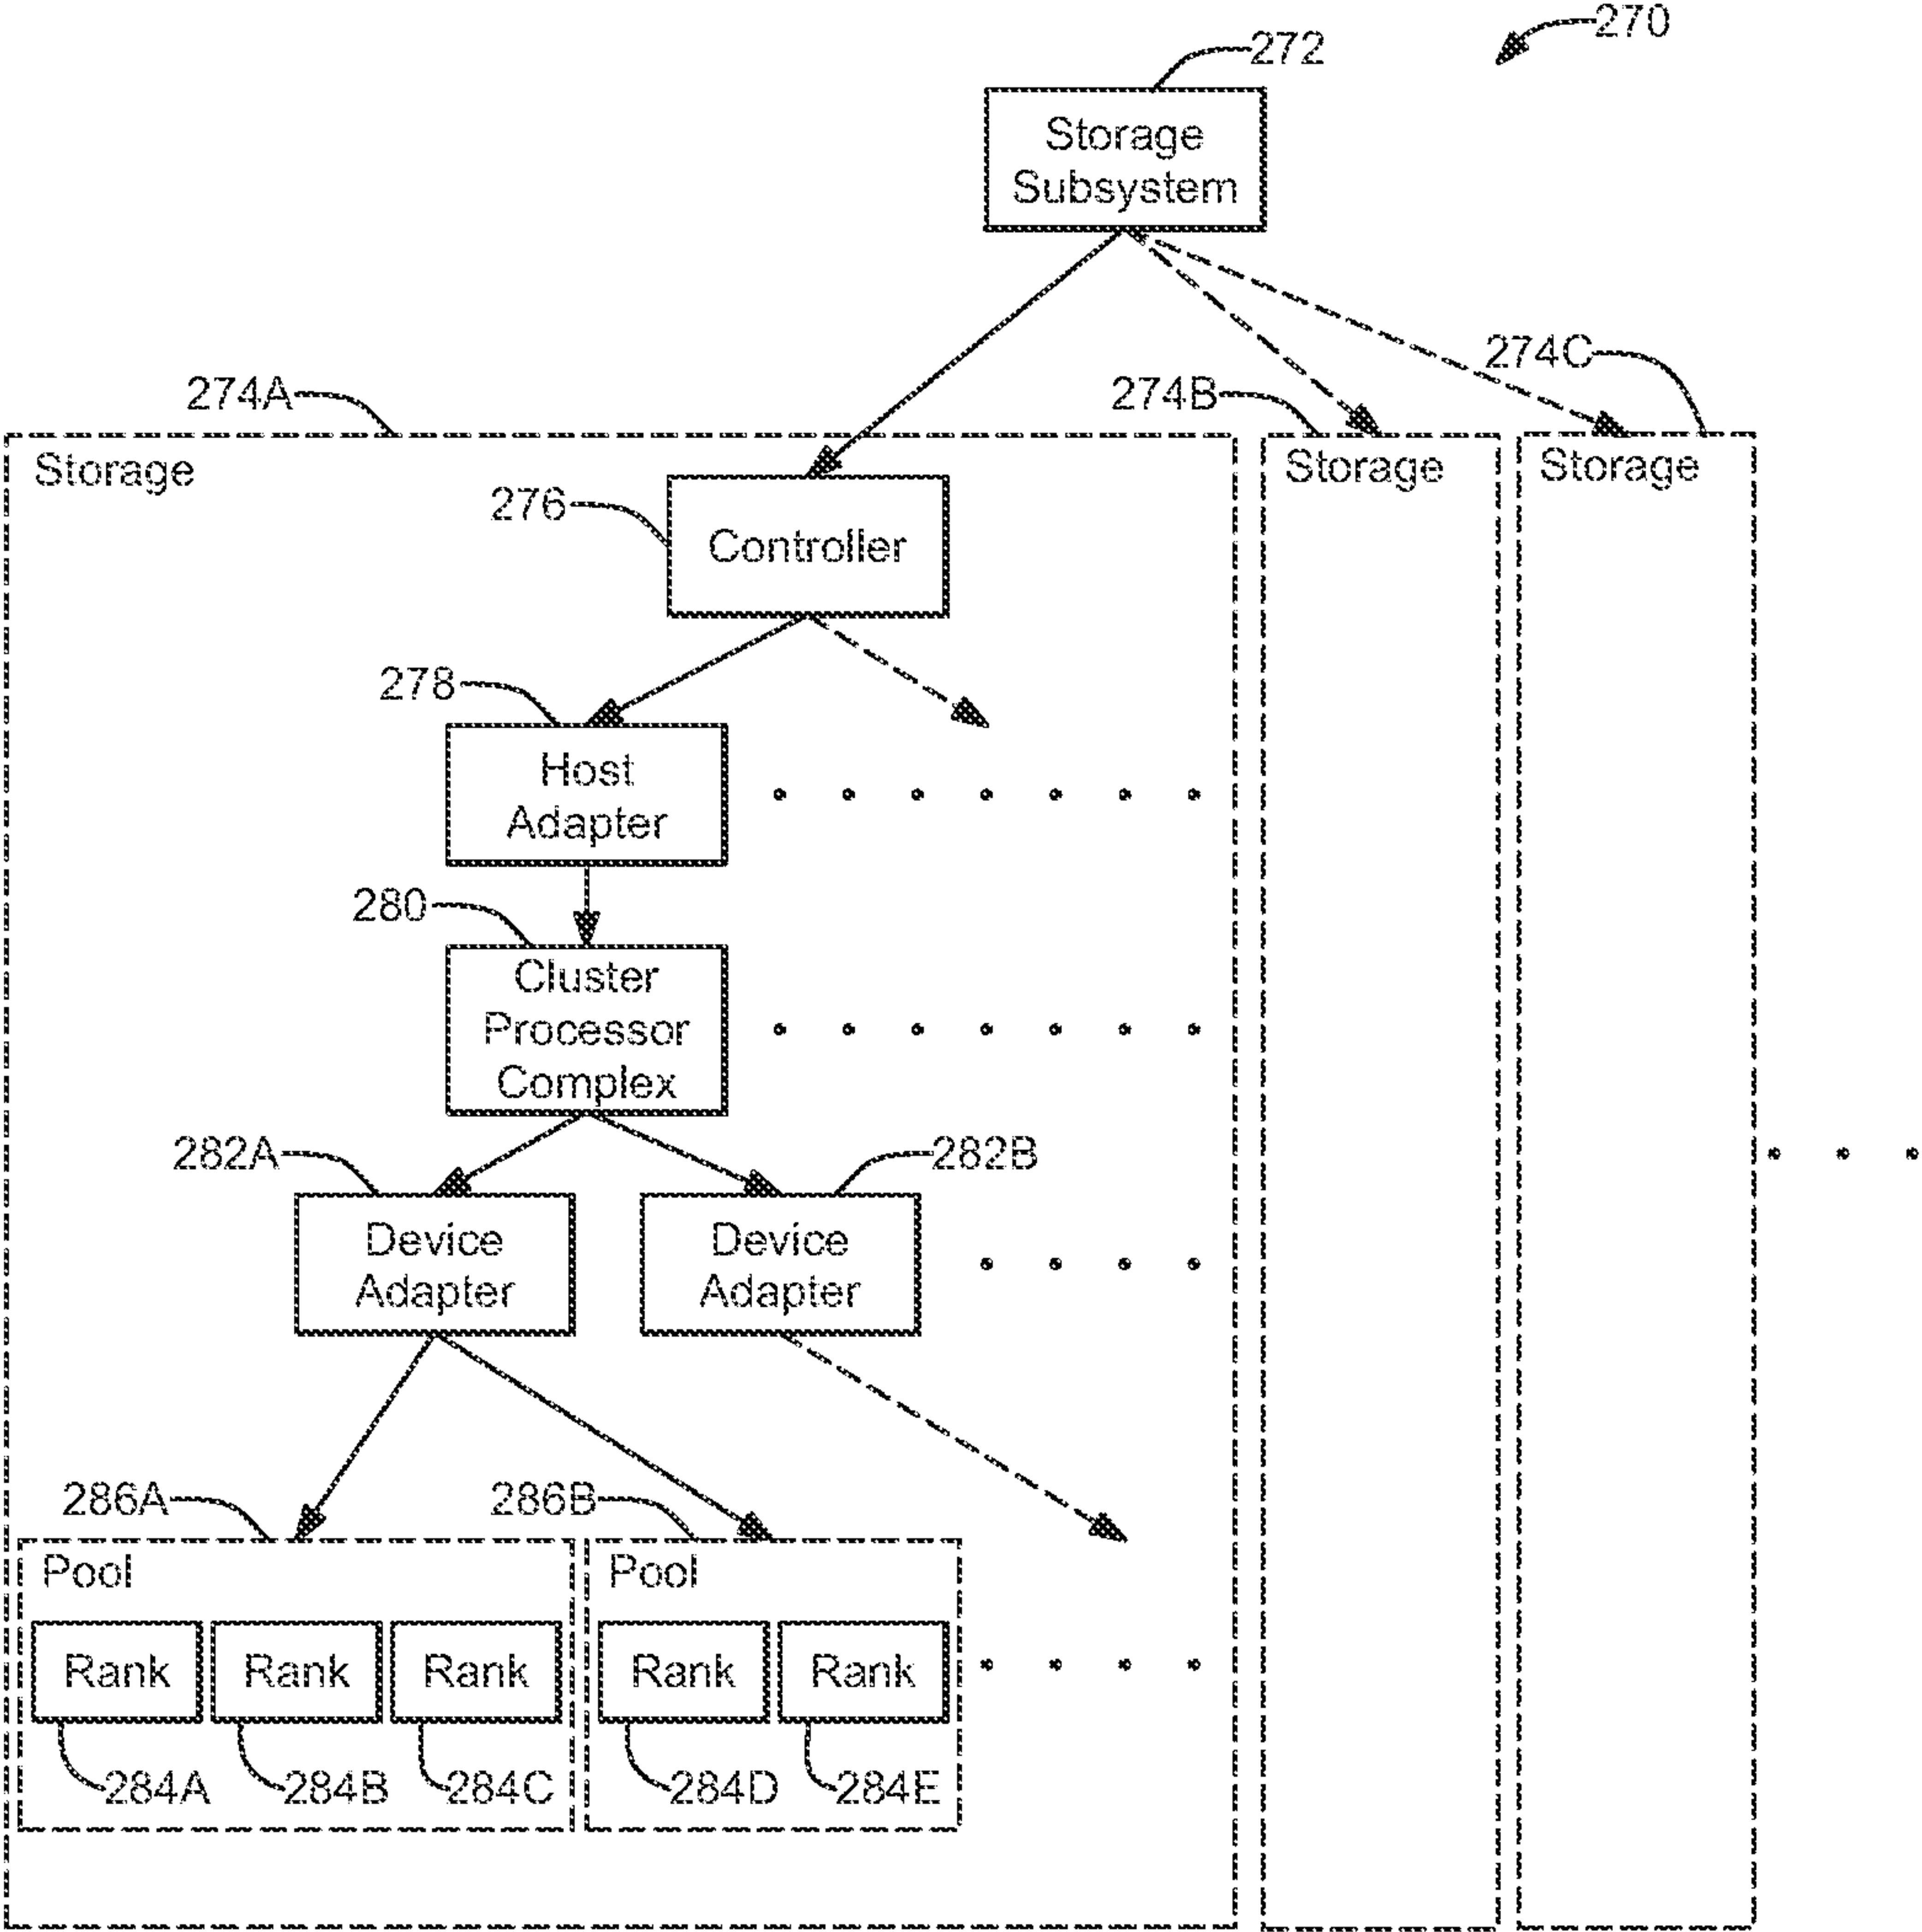 270
272
Storage
Subsystem
274C
274A
274B
Storage
Storage
Storage
276
Controller
278
Host
Adapter
280
Cluster
Processor
Complex
282A
282B
Device
Adapter
Device
Adapter
286A
286B
Pool
Pool
Rank
Rank
Rank
Rank
Rank
284A
284B
284C
284D
284E